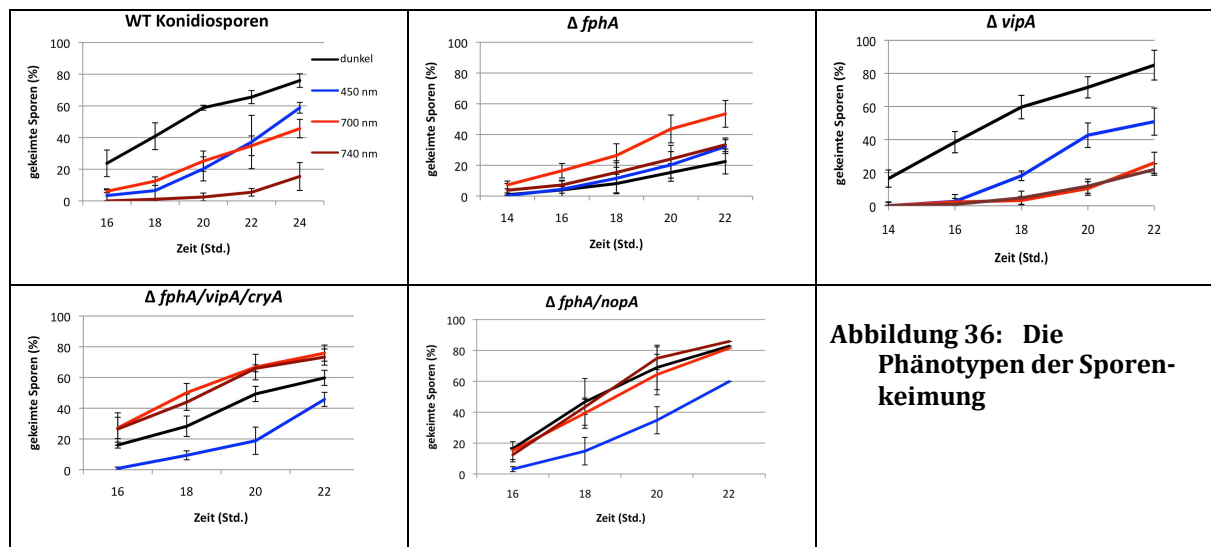 WT Konidiosporen
gekeimte Sporen (%)
100
80
60
40
20
0
16 18 20 22 24
Zeit (Std.)
dunkel
450 nm
700 nm
740 nm
Δ fphA
gekeimte Sporen (%)
100
80
60
40
20
0
14 16 18 20 22
Zeit (Std.)
Δ vipA
gekeimte Sporen (%)
100
80
60
40
20
0
14 16 18 20 22
Zeit (Std.)
Δ fphA/vipA/cryA
gekeimte Sporen (%)
100
80
60
40
20
0
16 18 20 22
Zeit (Std.)
Δ fphA/nopA
gekeimte Sporen (%)
100
80
60
40
20
0
16 18 20 22
Zeit (Std.)
Abbildung 36: Die
Phänotypen der Sporen-
keimung